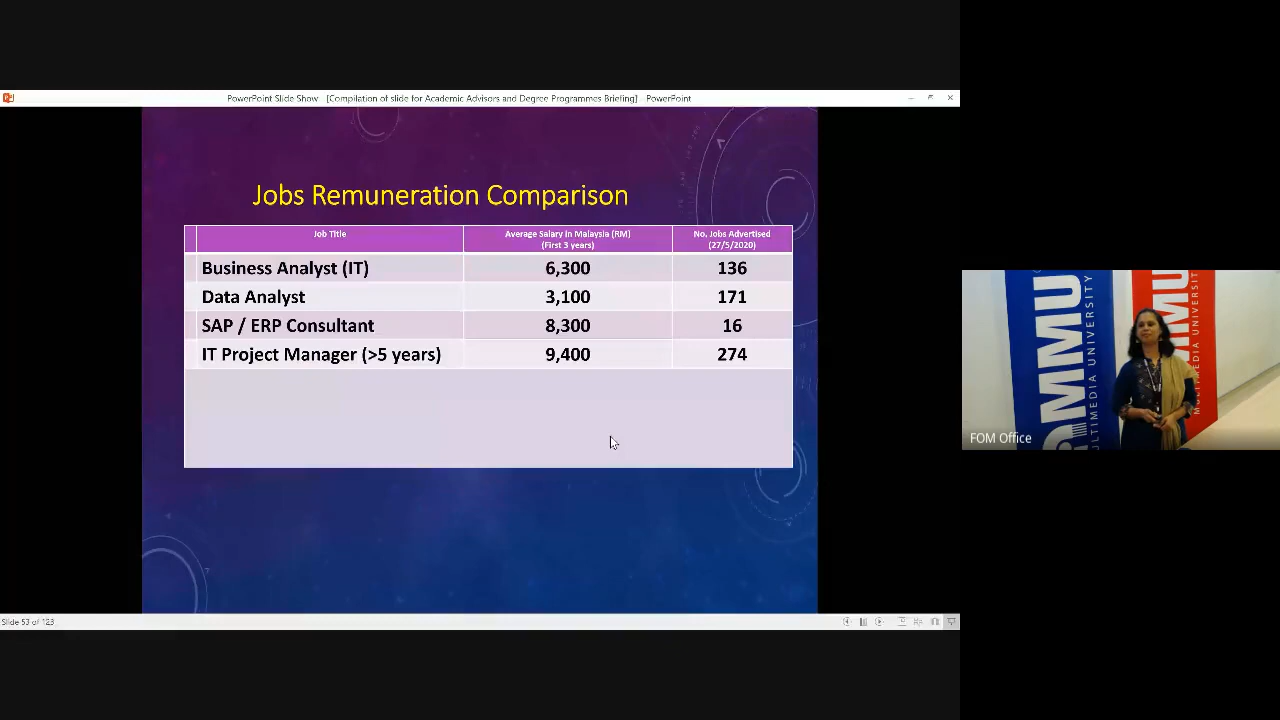 PowerPoint Slide Show - [Compilation of slide for Academic Advisors and Degree Programmes Briefing] - PowerPoint
Jobs Remuneration Comparison
Job Title
Average Salary in Malaysia (RM)
(First 3 years)
No. Jobs Advertised
(27/5/2020)
Business Analyst (IT) 6,300 136
Data Analyst 3,100 171
SAP / ERP Consultant 8,300 16
IT Project Manager (>5 years) 9,400 274
Slide 53 of 123
MMU
MULTIMEDIA UNIVERSITY
MMU
MULTIMEDIA UNIVERSIT
FOM Office